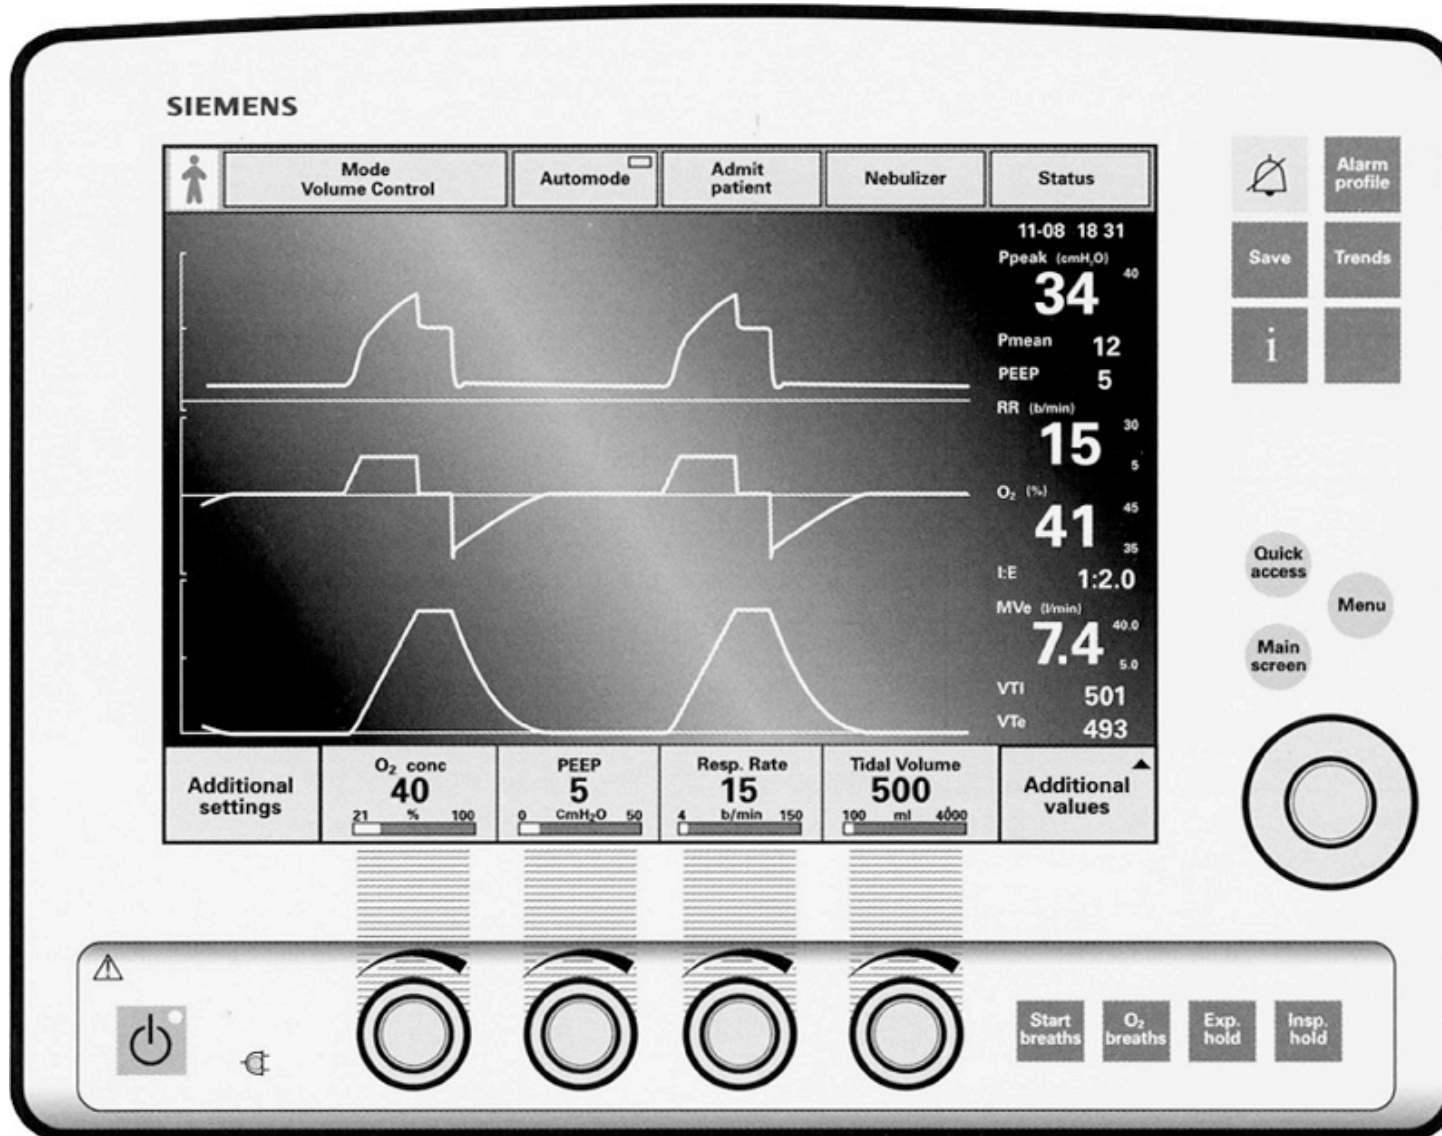 SIEMENS
Mode
Volume Control
Automode
Admit
patient
Nebulizer
Status
Alarm
profile
Save
Trends
i
11-08 18 31
Ppeak (cmH₂O)
34 40
Pmean 12
PEEP 5
RR (b/min)
15 30
5
O₂ (%)
41 45
35
I:E 1:2.0
MVe (l/min)
7.4 40.0
5.0
VTI 501
VTe 493
Quick
access
Menu
Main
screen
Additional
settings
O₂ conc
40
21 % 100
PEEP
5
0 CmH₂O 50
Resp. Rate
15
4 b/min 150
Tidal Volume
500
100 ml 4000
Additional
values
Start
breaths
O₂
breaths
Exp.
hold
Insp.
hold